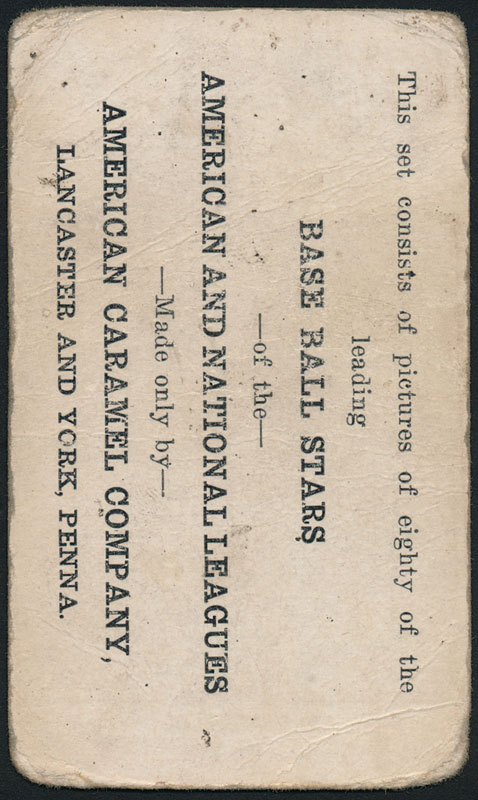 This set consists of pictures of eighty of the
leading
BASE BALL STARS
—of the—
AMERICAN AND NATIONAL LEAGUES
—Made only by—
AMERICAN CARAMEL COMPANY,
LANCASTER AND YORK, PENNA.